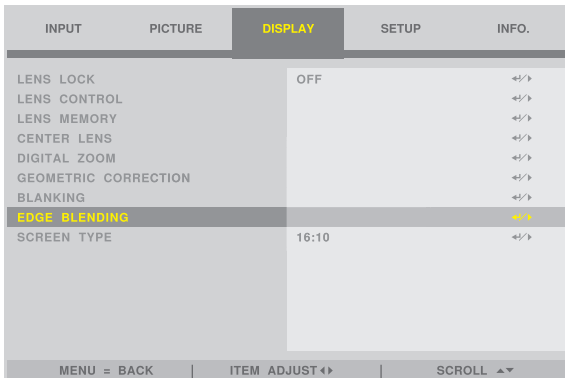 INPUT PICTURE DISPLAY SETUP INFO.
LENS LOCK OFF
LENS CONTROL
LENS MEMORY
CENTER LENS
DIGITAL ZOOM
GEOMETRIC CORRECTION
BLANKING
EDGE BLENDING
SCREEN TYPE 16:10
MENU = BACK | ITEM ADJUST | SCROLL